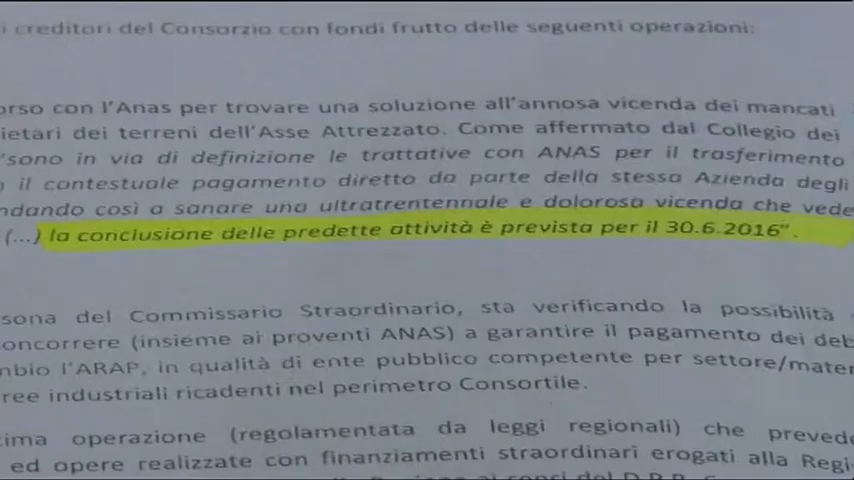 i creditori del Consorzio con fondi frutto delle seguenti operazioni:
orso con l'Anas per trovare una soluzione all'annosa vicenda dei mancati
ietari dei terreni dell'Asse Attrezzato. Come affermato dal Collegio dei
"sono in via di definizione le trattative con ANAS per il trasferimento
il contestuale pagamento diretto da parte della stessa Azienda degli
ndando così a sanare una ultratrentennale e dolorosa vicenda che vede
(...) la conclusione delle predette attività è prevista per il 30.6.2016".
sona del Commissario Straordinario, sta verificando la possibilità
oncorrere (insieme ai proventi ANAS) a garantire il pagamento dei deb
mbio l'ARAP, in qualità di ente pubblico competente per settore/mater
ree industriali ricadenti nel perimetro Consortile.
tima operazione (regolamentata da leggi regionali) che prevede
ed opere realizzate con finanziamenti straordinari erogati alla Regi